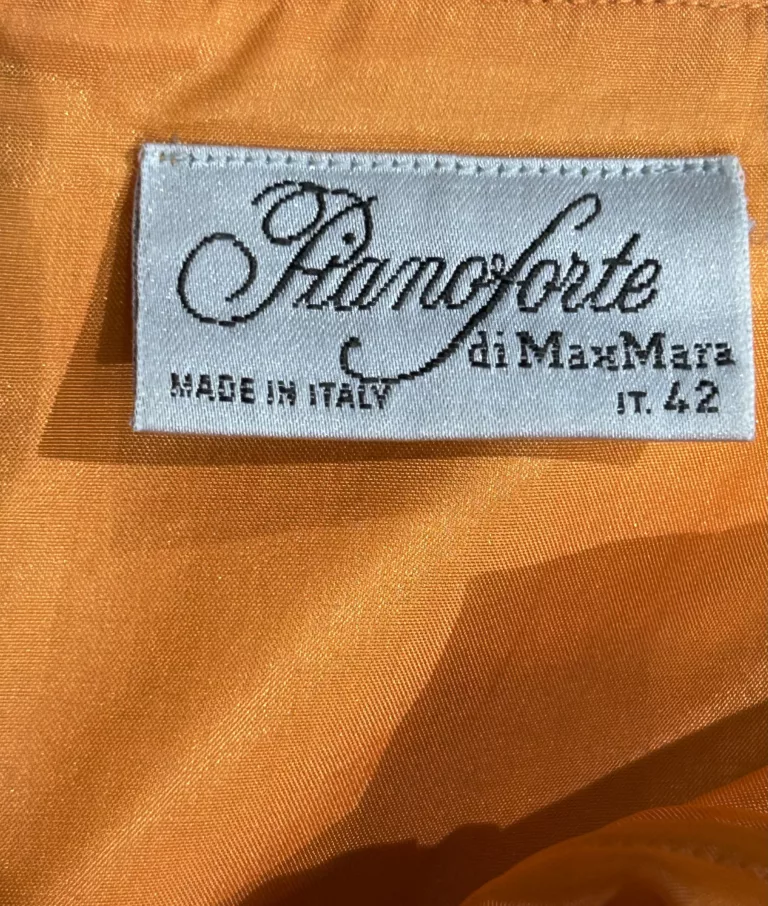 Pianoforte
di MaxMara
MADE IN ITALY IT. 42